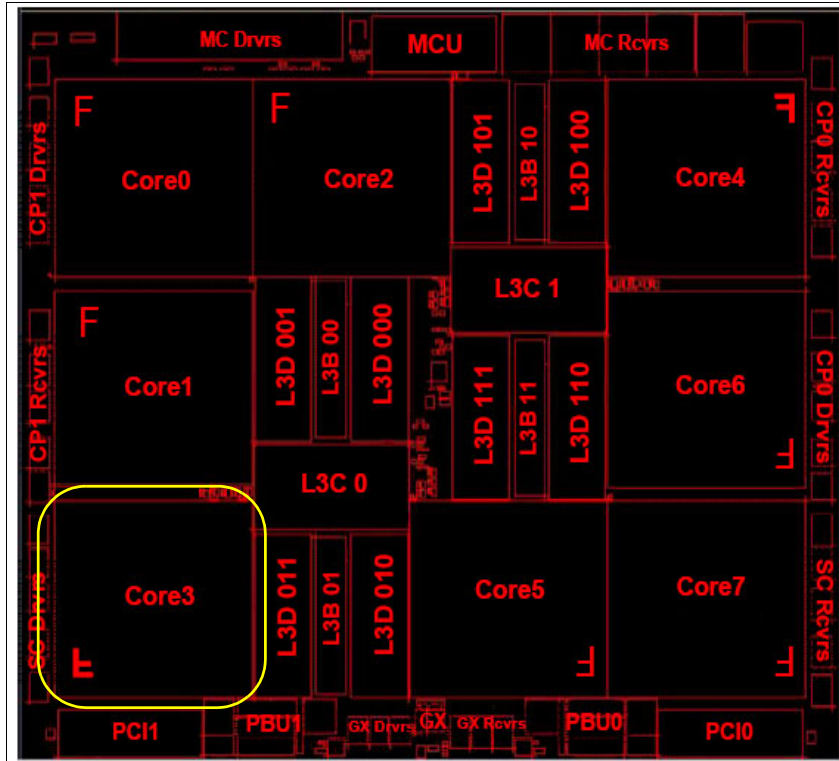 MC Drvrs
MCU
MC Rcvrs
F
F
F
CP1 Drvrs
Core0
Core2
L3D 101
L3B 10
L3D 100
Core4
CP0 Rcvrs
L3C 1
F
L3D 001
L3B 00
L3D 000
CP1 Rcvrs
Core1
L3D 111
L3B 11
L3D 110
Core6
CP0 Drvrs
F
L3C 0
SC Drvrs
Core3
L3D 011
L3B 01
L3D 010
Core5
Core7
SC Rcvrs
F
F
F
PCI1
PBU1
GX Drvrs
GX
GX Rcvrs
PBU0
PCI0